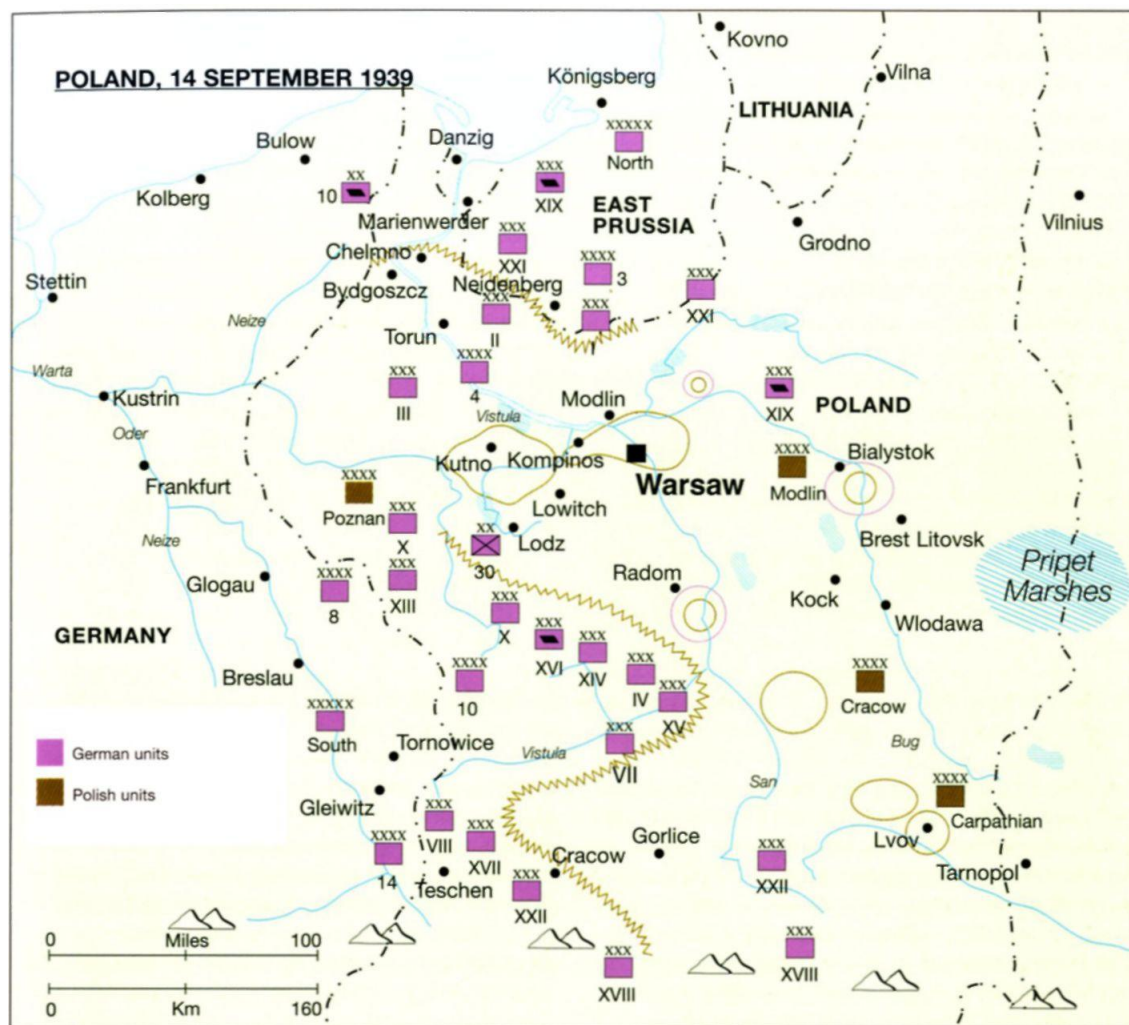 POLAND, 14 SEPTEMBER 1939
Kovno
Vilna
Königsberg
LITHUANIA
XXXXX
North
Bulow
Danzig
XX
10
Kolberg
XXX
XIX
EAST
PRUSSIA
Marienwerder
Vilnius
Grodno
XXX
XXI
Chelmno
XXXX
3
Bydgoszcz
Neidenberg
XXX
XXI
Stettin
XXX
II
XXX
I
Neize
Torun
Warta
Kustrin
XXX
III
XXXX
4
Vistula
Modlin
XXX
XIX
POLAND
Oder
Kutno
Kompinos
Warsaw
XXXX
Modlin
Bialystok
Frankfurt
XXXX
Poznan
Lowitch
XXX
X
Lodz
Brest Litovsk
Neize
XX
30
Pripet
Marshes
Glogau
XXXX
8
XXX
XIII
Radom
Kock
Wlodawa
XXX
X
GERMANY
XXX
XVI
XXX
XIV
XXX
IV
XXX
XV
Breslau
XXXX
10
XXXX
Cracow
XXXXX
South
German units
Tornowice
Vistula
XXX
VII
Bug
San
Polish units
Gleiwitz
XXXX
Carpathian
XXX
VIII
XXX
XVII
Lvov
XXXX
14
Teschen
Cracow
Gorlice
XXX
XXII
Tarnopol
XXX
XXII
0
Miles
100
XXX
XVIII
XXX
XVIII
0
Km
160